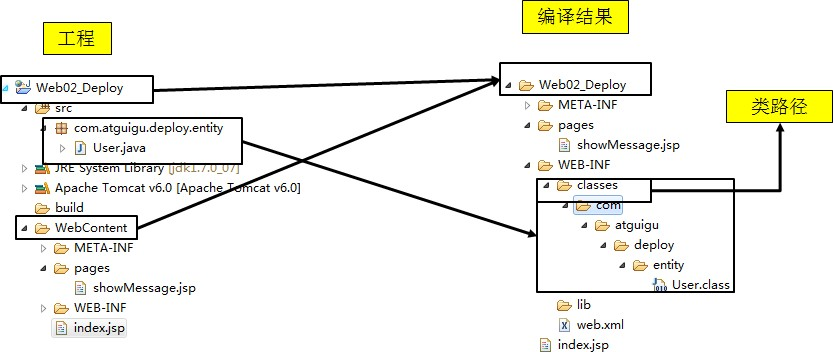 工程
Web02_Deploy
src
com.atguigu.deploy.entity
User.java
JRE System Library [jdk1.7.0_07]
Apache Tomcat v6.0 [Apache Tomcat v6.0]
build
WebContent
META-INF
pages
showMessage.jsp
WEB-INF
index.jsp
编译结果
Web02_Deploy
META-INF
pages
showMessage.jsp
WEB-INF
classes
com
atguigu
deploy
entity
User.class
lib
web.xml
index.jsp
类路径